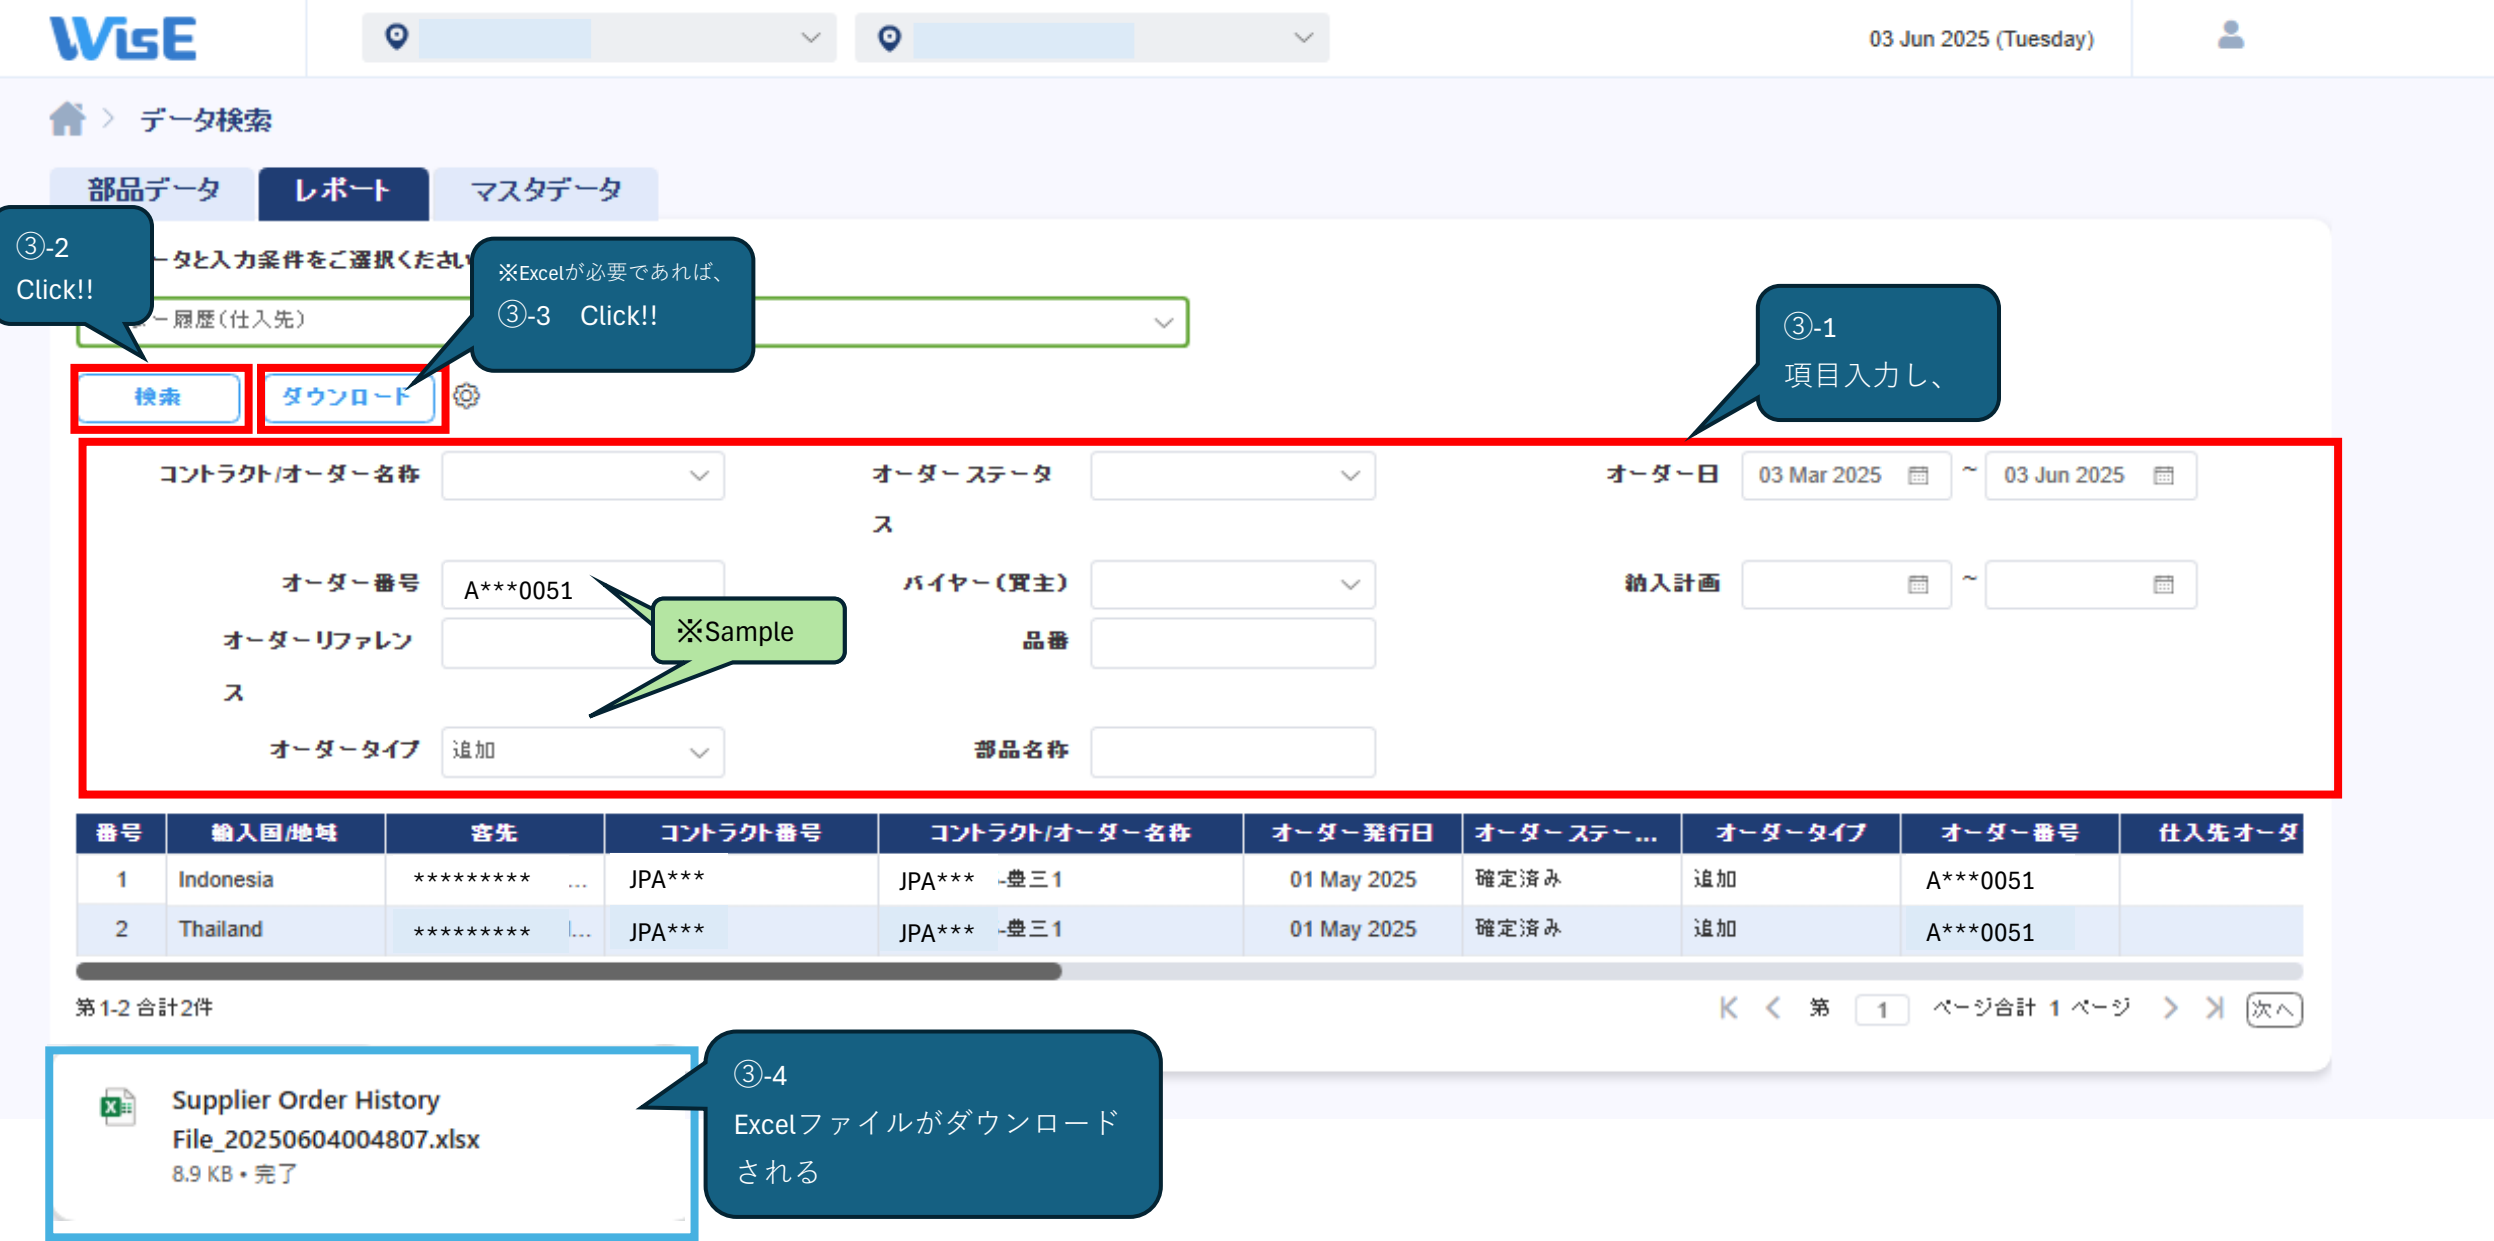 WisE
03 Jun 2025 (Tuesday)
データ検索
部品データ
レポート
マスタデータ
③-2
Click!!
ータと入力条件をご選択くださ
※Excelが必要であれば、
③-3 Click!!
ー履歴(仕入先)
③-1
項目入力し、
検索
ダウンロード
コントラクト/オーダー名称
オーダーステータ
ス
オーダー日
03 Mar 2025
~
03 Jun 2025
オーダー番号
A***0051
バイヤー(買主)
納入計画
~
※Sample
オーダーリファレン
ス
品番
オーダータイプ
追加
部品名称
番号 輸入国/地域 客先 コントラクト番号 コントラクト/オーダー名称 オーダー発行日 オーダーステー... オーダータイプ オーダー番号 仕入先オーダ
1 Indonesia ********* ... JPA*** JPA*** -豊三1 01 May 2025 確定済み 追加 A***0051
2 Thailand ********* ... JPA*** JPA*** -豊三1 01 May 2025 確定済み 追加 A***0051
第1-2 合計2件
第 1 ページ合計 1 ページ
次へ
Supplier Order History
File_20250604004807.xlsx
8.9 KB • 完了
③-4
Excelファイルがダウンロード
される